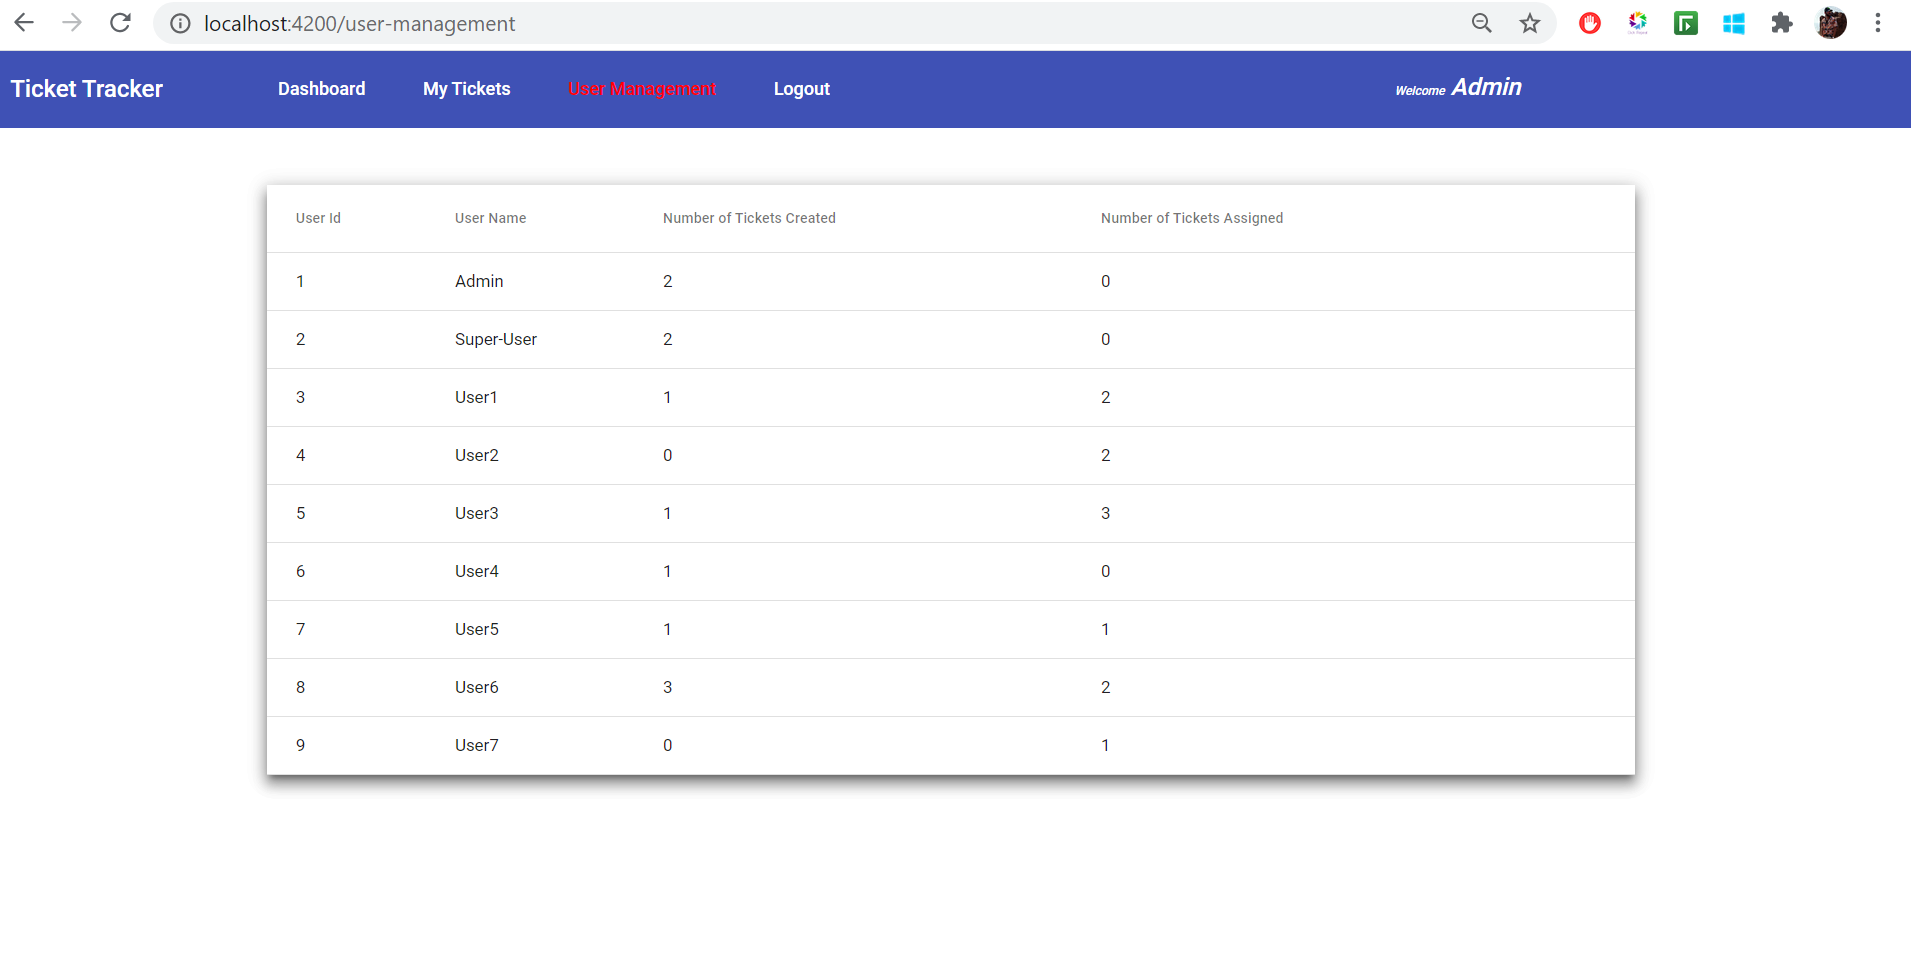 localhost:4200/user-management
Ticket Tracker Dashboard My Tickets User Management Logout Welcome Admin
User Id User Name Number of Tickets Created Number of Tickets Assigned
1 Admin 2 0
2 Super-User 2 0
3 User1 1 2
4 User2 0 2
5 User3 1 3
6 User4 1 0
7 User5 1 1
8 User6 3 2
9 User7 0 1